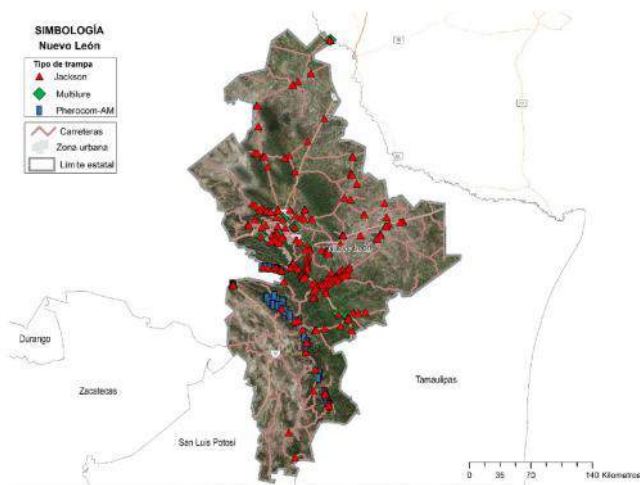 SIMBOLOGÍA
Nuevo León
Tipo de trampa
Jackson
Multilure
Pherocom-AM
Carreteras
Zona urbana
Límite estatal
Durango
Zacatecas
San Luis Potosí
Tamaulipas
0 35 70 140 Kilometros